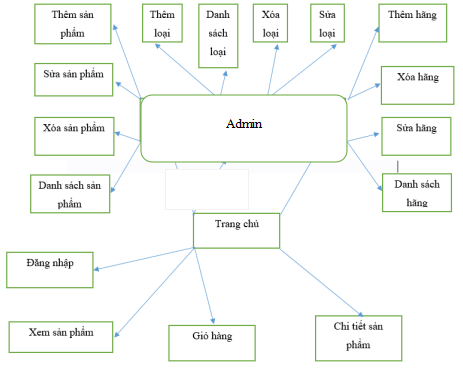 Thêm sản
phẩm
Thêm
loại
Danh
sách
loại
Xóa
loại
Sửa
loại
Thêm hãng
Sửa sản phẩm
Xóa hãng
Xóa sản phẩm
Admin
Sửa hãng
Danh sách sản
phẩm
Danh sách
hãng
Trang chủ
Đăng nhập
Xem sản phẩm
Giỏ hàng
Chi tiết sản
phẩm